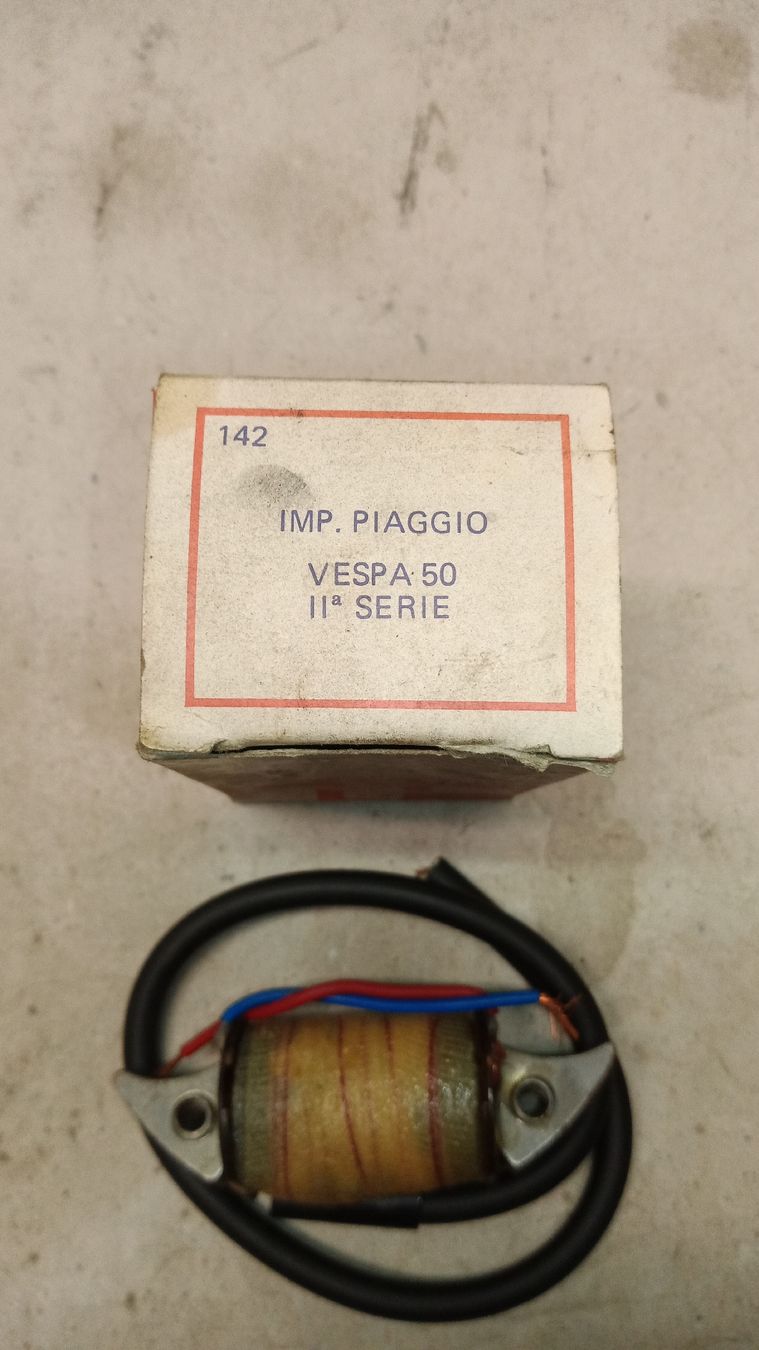 142
IMP. PIAGGIO
VESPA 50
IIª SERIE